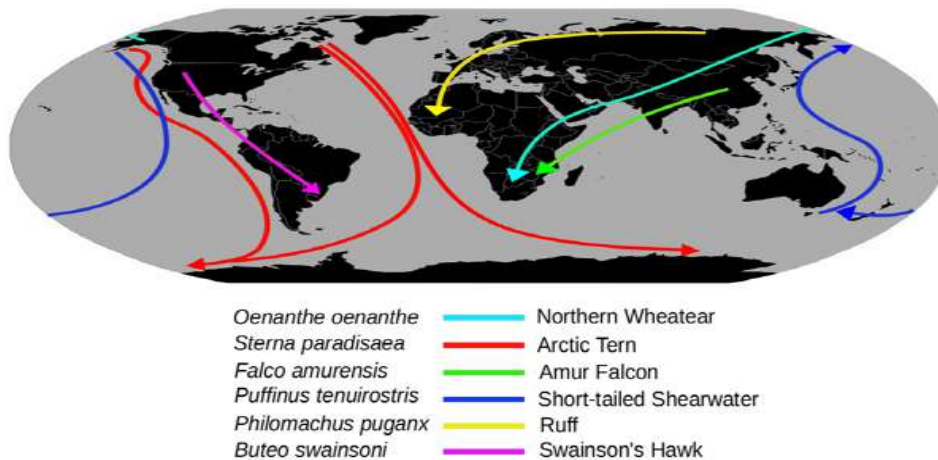 Oenanthe oenanthe Northern Wheatear
Sterna paradisaea Arctic Tern
Falco amurensis Amur Falcon
Puffinus tenuirostris Short-tailed Shearwater
Philomachus puganx Ruff
Buteo swainsoni Swainson's Hawk